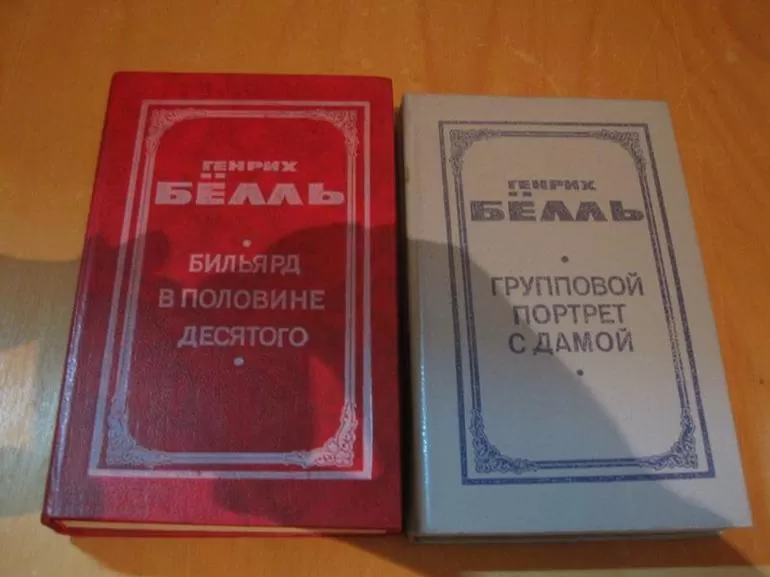 ГЕНРИХ
БЁЛЛЬ
БИЛЬЯРД
В ПОЛОВИНЕ
ДЕСЯТОГО
ГЕНРИХ
БЁЛЛЬ
ГРУППОВОЙ
ПОРТРЕТ
С ДАМОЙ